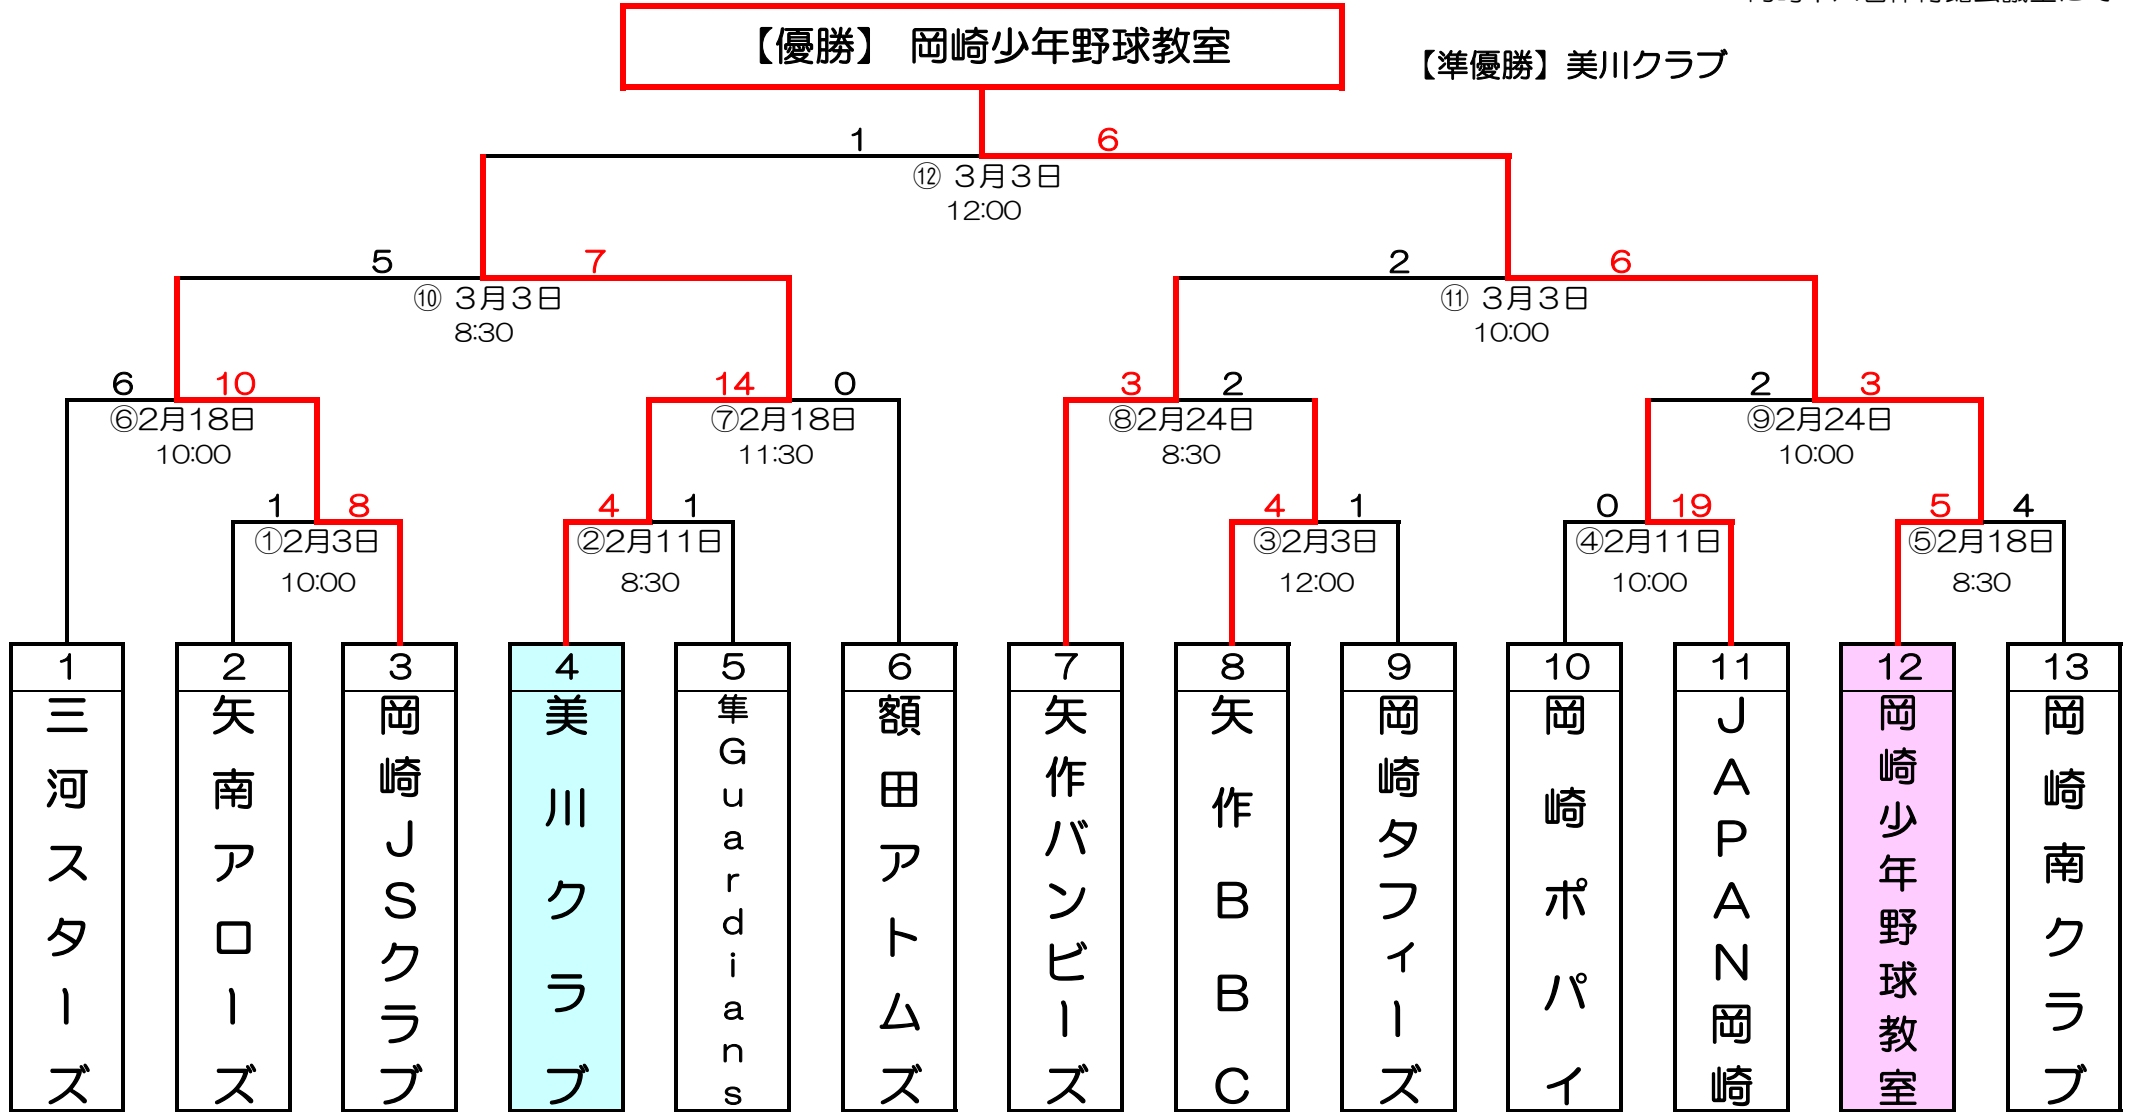 【優勝】 岡崎少年野球教室
【準優勝】美川クラブ
1 6
⑫ 3月3日
12:00
5 7 2 6
⑩ 3月3日 ⑪ 3月3日
8:30 10:00
6 10 14 0 3 2 2 3
⑥2月18日 ⑦2月18日 ⑧2月24日 ⑨2月24日
10:00 11:30 8:30 10:00
1 8 4 1 4 1 0 19 5 4
①2月3日 ②2月11日 ③2月3日 ④2月11日 ⑤2月18日
10:00 8:30 12:00 10:00 8:30
1 2 3 4 5 6 7 8 9 10 11 12 13
三河スターズ
矢南アローズ
岡崎JSクラブ
美川クラブ
隼Guardians
額田アトムズ
矢作バンビーズ
矢作BBC
岡崎タフィーズ
岡崎ポパイ
JAPAN岡崎
岡崎少年野球教室
岡崎南クラブ